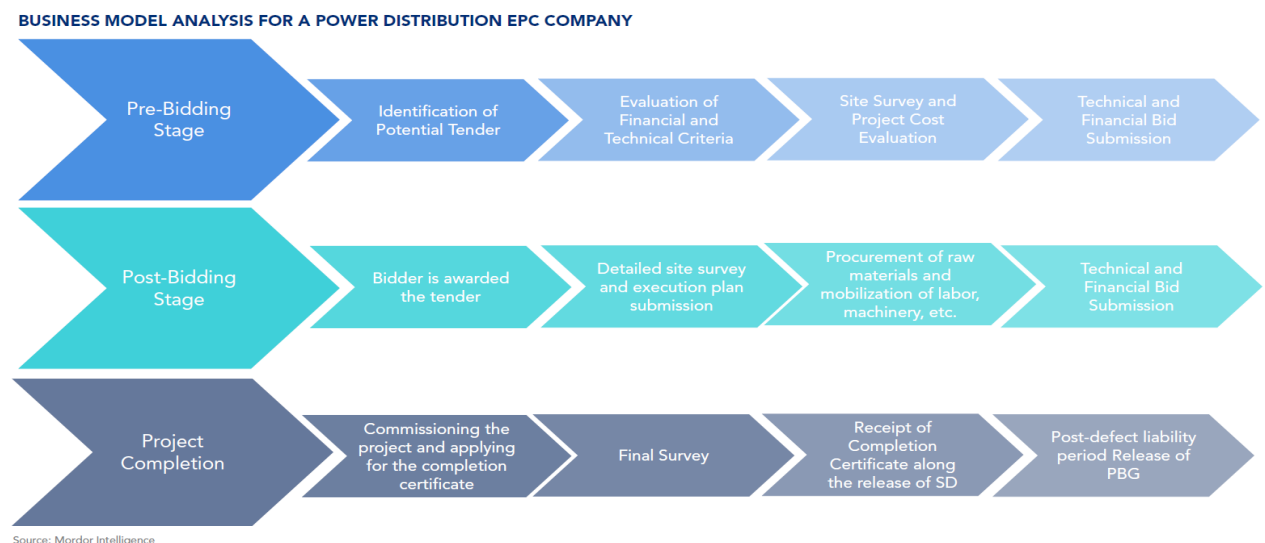 BUSINESS MODEL ANALYSIS FOR A POWER DISTRIBUTION EPC COMPANY
Pre-Bidding
Stage
Identification of
Potential Tender
Evaluation of
Financial and
Technical Criteria
Site Survey and
Project Cost
Evaluation
Technical and
Financial Bid
Submission
Post-Bidding
Stage
Bidder is awarded
the tender
Detailed site survey
and execution plan
submission
Procurement of raw
materials and
mobilization of labor,
machinery, etc.
Technical and
Financial Bid
Submission
Project
Completion
Commissioning the
project and applying
for the completion
certificate
Final Survey
Receipt of
Completion
Certificate along
the release of SD
Post-defect liability
period Release of
PBG
Source: Mordor Intelligence